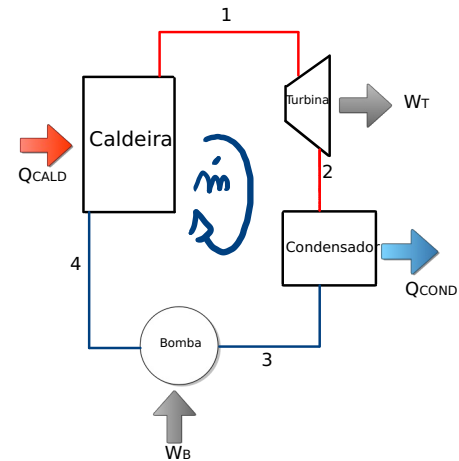 1
Turbina
WT
Caldeira
QCALD
ṁ
2
Condensador
QCOND
4
Bomba
3
WB